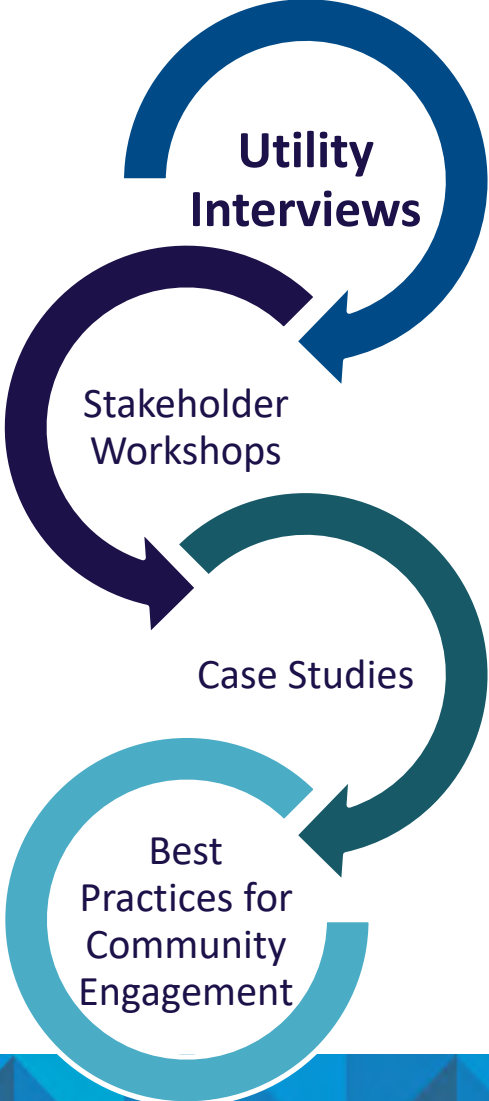 Utility
Interviews
Stakeholder
Workshops
Case Studies
Best
Practices for
Community
Engagement